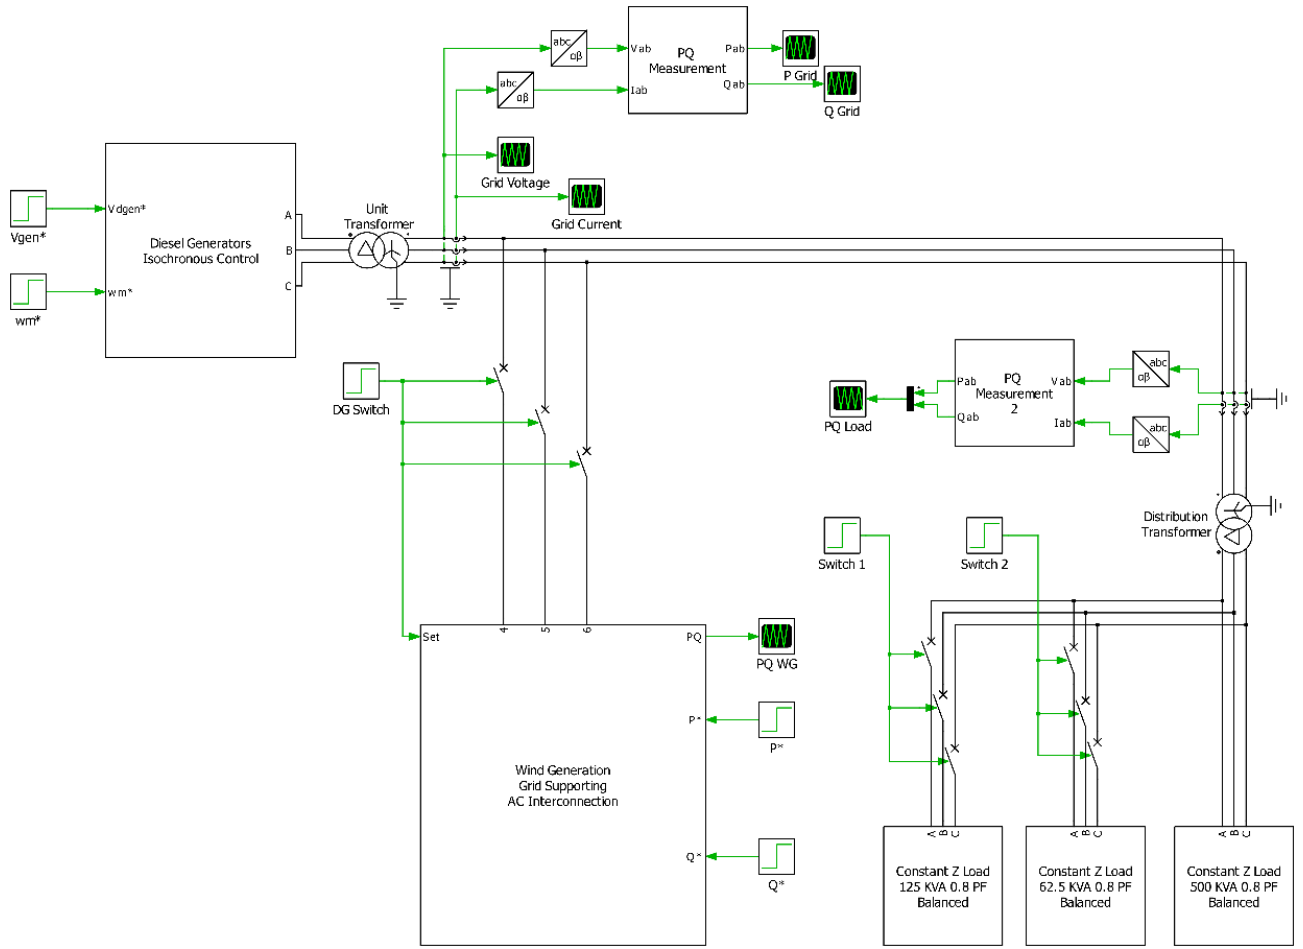 abc
αβ
Vab
PQ
Measurement
Pab
P Grid
abc
αβ
Iab
Qab
Q Grid
Grid Voltage
Grid Current
Vgen*
Vdgen*
Diesel Generators
Isochronous Control
A
B
C
wm*
wm*
Unit
Transformer
DG Switch
PQ Load
Pab
Qab
PQ
Measurement
2
Vab
Iab
abc
αβ
abc
αβ
Distribution
Transformer
Switch 1
Switch 2
Set
4
5
6
PQ
PQ WG
P*
P*
Q*
Q*
Wind Generation
Grid Supporting
AC Interconnection
A
B
C
Constant Z Load
125 KVA 0.8 PF
Balanced
A
B
C
Constant Z Load
62.5 KVA 0.8 PF
Balanced
A
B
C
Constant Z Load
500 KVA 0.8 PF
Balanced